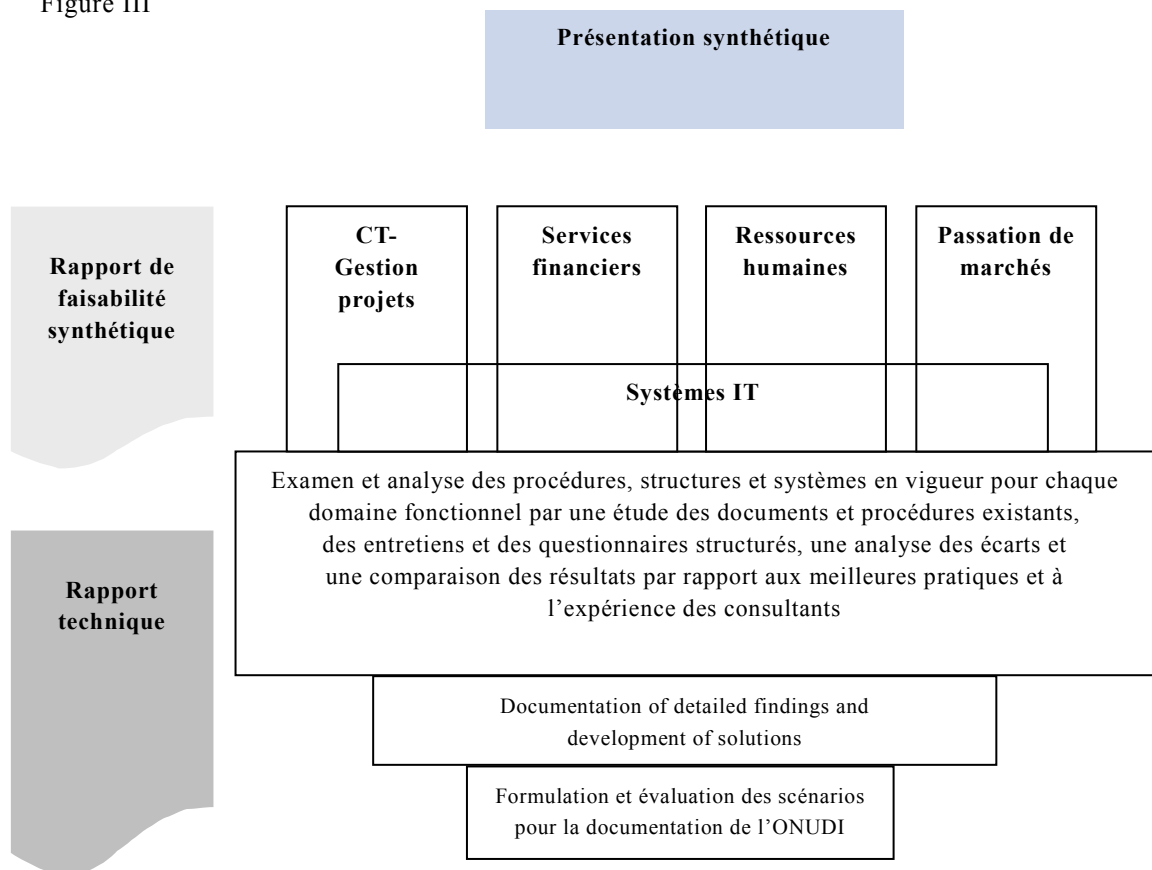 Figure III
Présentation synthétique
Rapport de
faisabilité
synthétique
CT-
Gestion
projets
Services
financiers
Ressources
humaines
Passation de
marchés
Systèmes IT
Examen et analyse des procédures, structures et systèmes en vigueur pour chaque
domaine fonctionnel par une étude des documents et procédures existants,
des entretiens et des questionnaires structurés, une analyse des écarts et
une comparaison des résultats par rapport aux meilleures pratiques et à
l’expérience des consultants
Rapport
technique
Documentation of detailed findings and
development of solutions
Formulation et évaluation des scénarios
pour la documentation de l’ONUDI